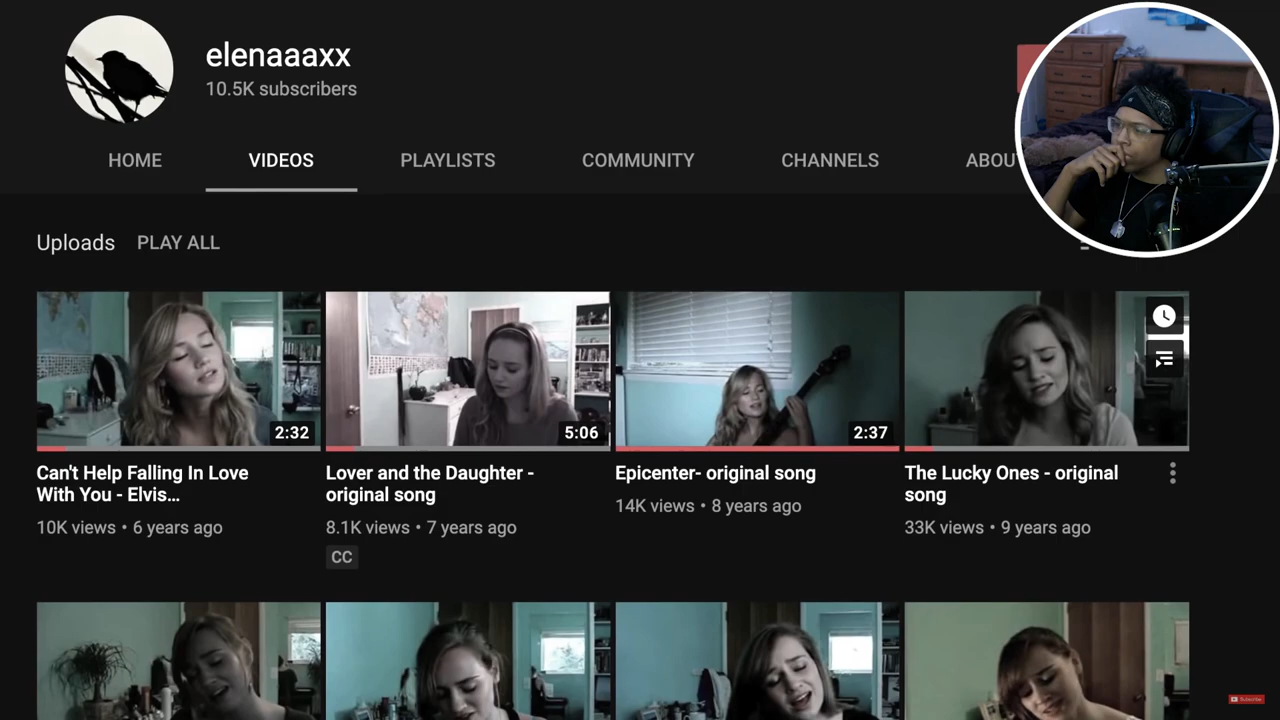 elenaaaxx
10.5K subscribers
HOME
VIDEOS
PLAYLISTS
COMMUNITY
CHANNELS
ABOU
Uploads
PLAY ALL
2:32
5:06
2:37
Can't Help Falling In Love
With You - Elvis…
10K views • 6 years ago
Lover and the Daughter -
original song
8.1K views • 7 years ago
CC
Epicenter- original song
14K views • 8 years ago
The Lucky Ones - original
song
33K views • 9 years ago
Subscribe